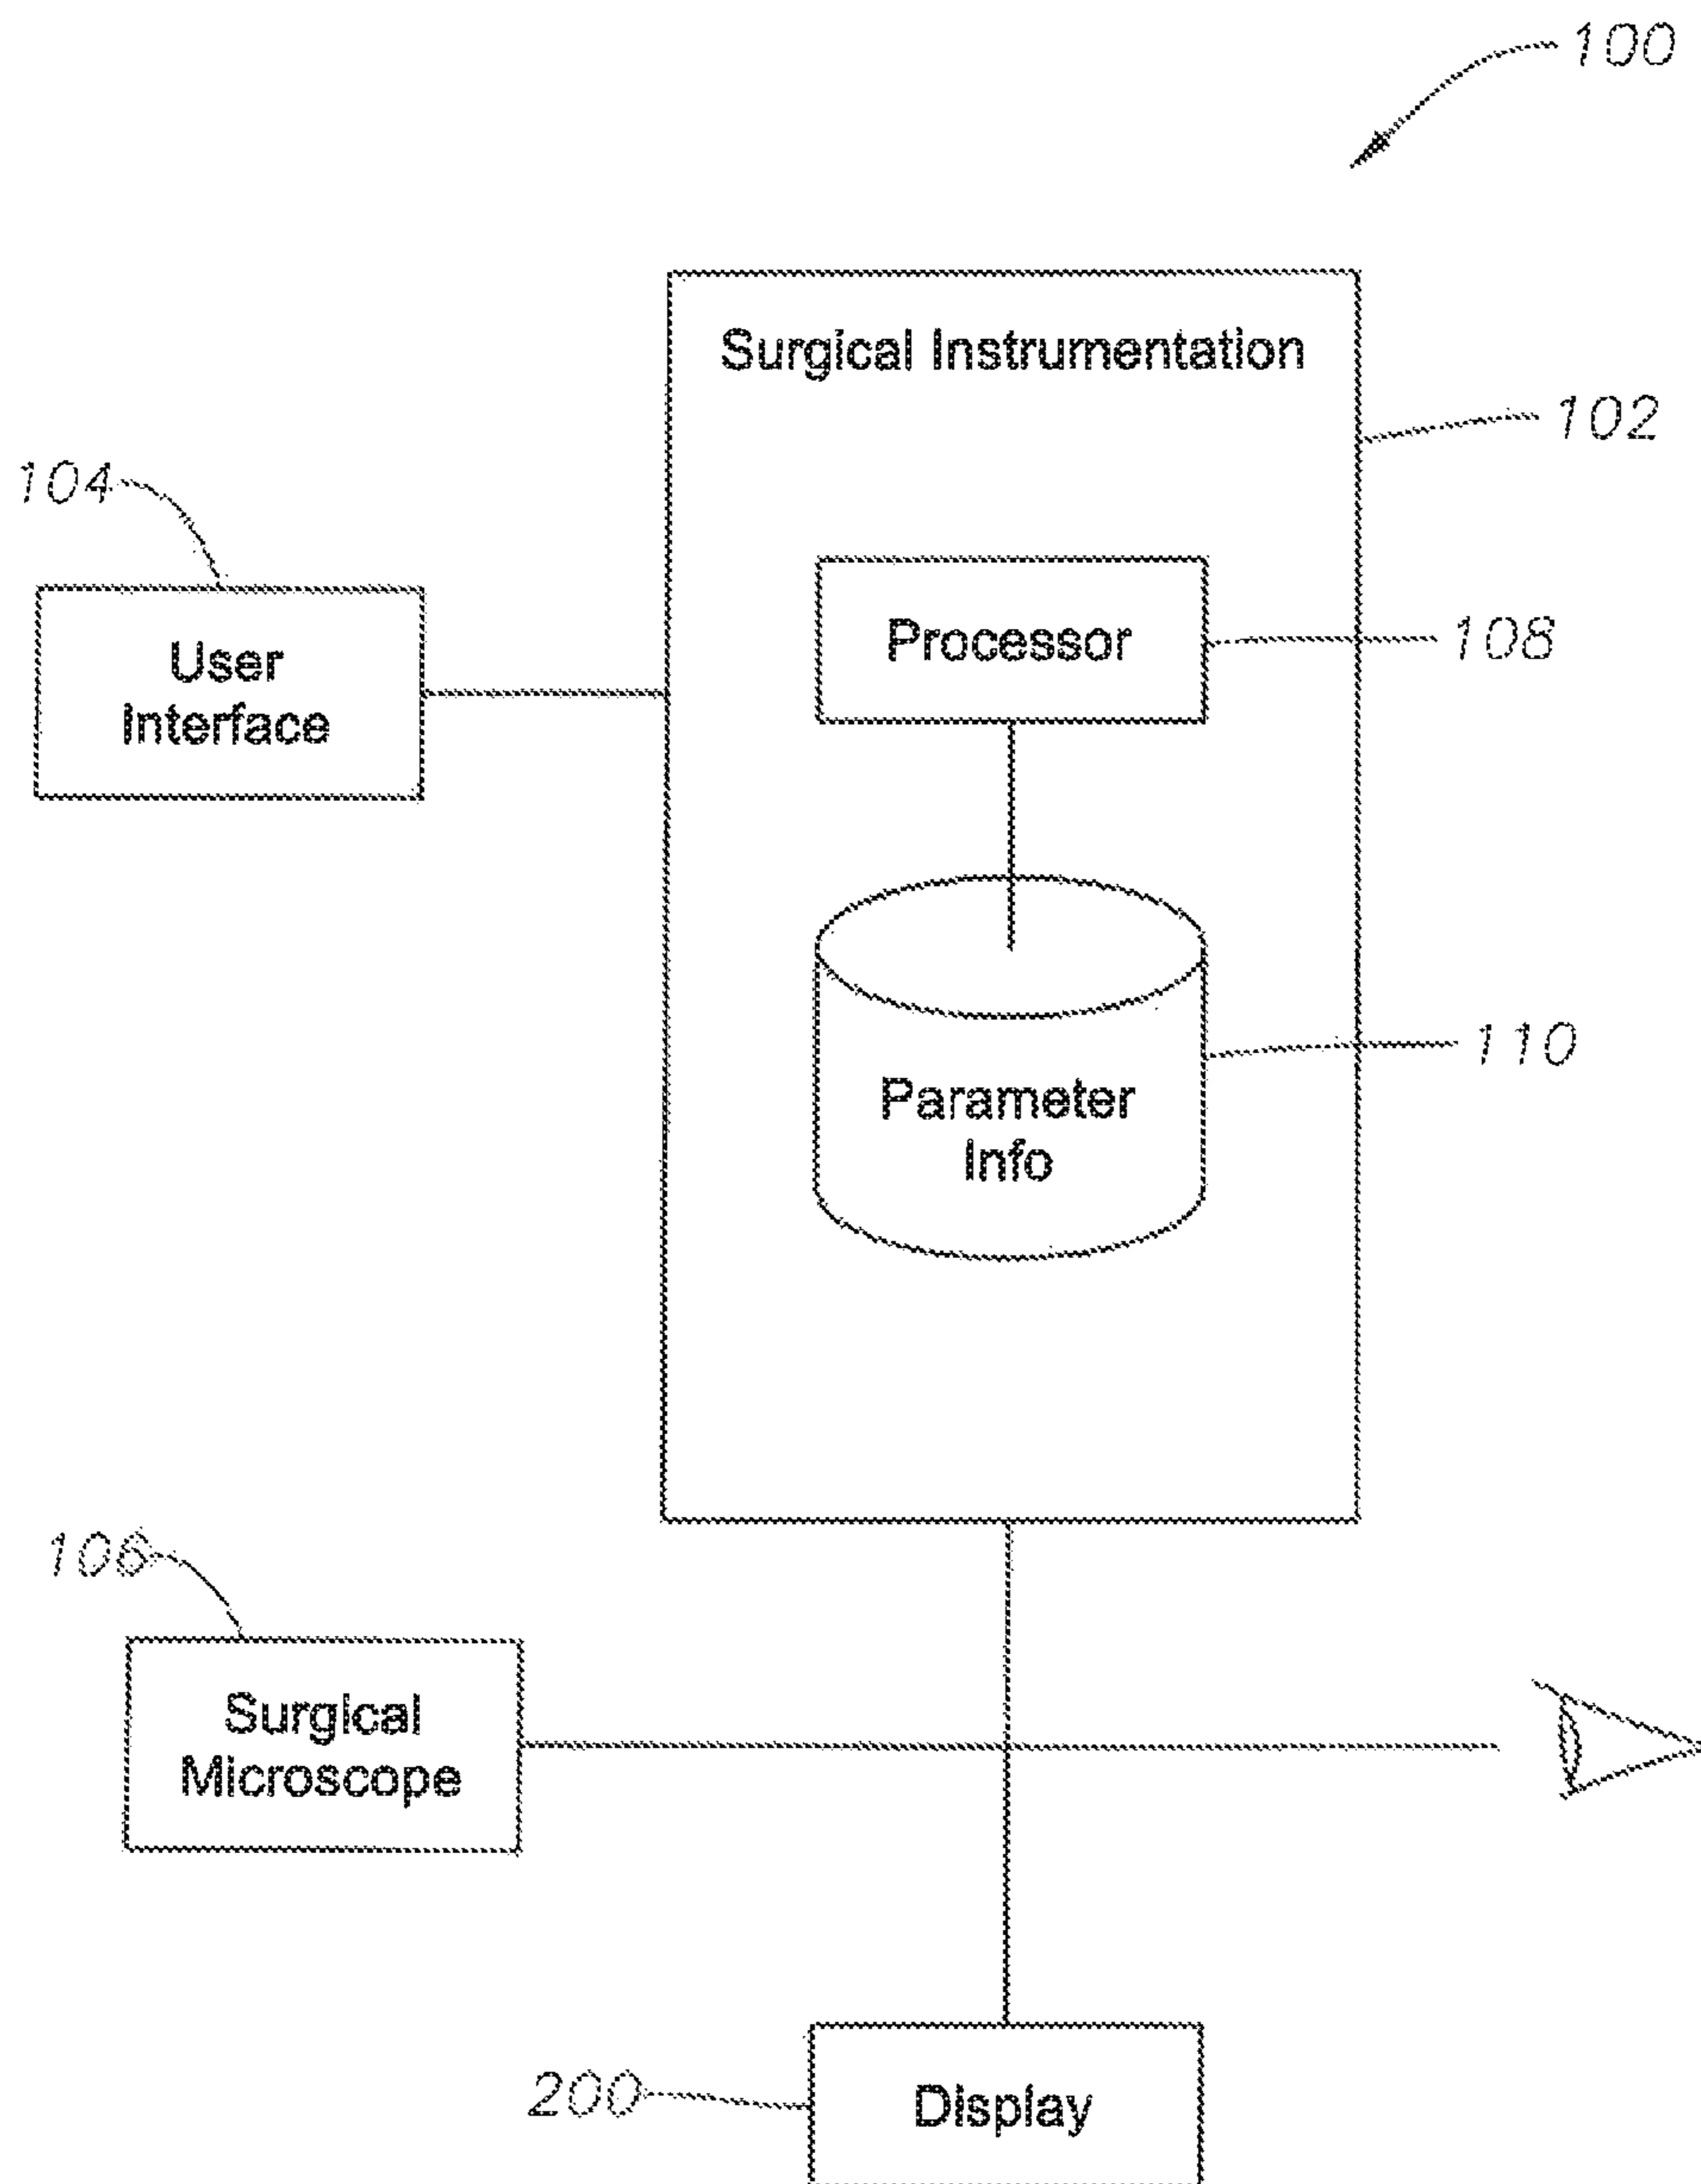 100
Surgical Instrumentation
102
104
User
Interface
Processor
108
110
Parameter
Info
106
Surgical
Microscope
200
Display